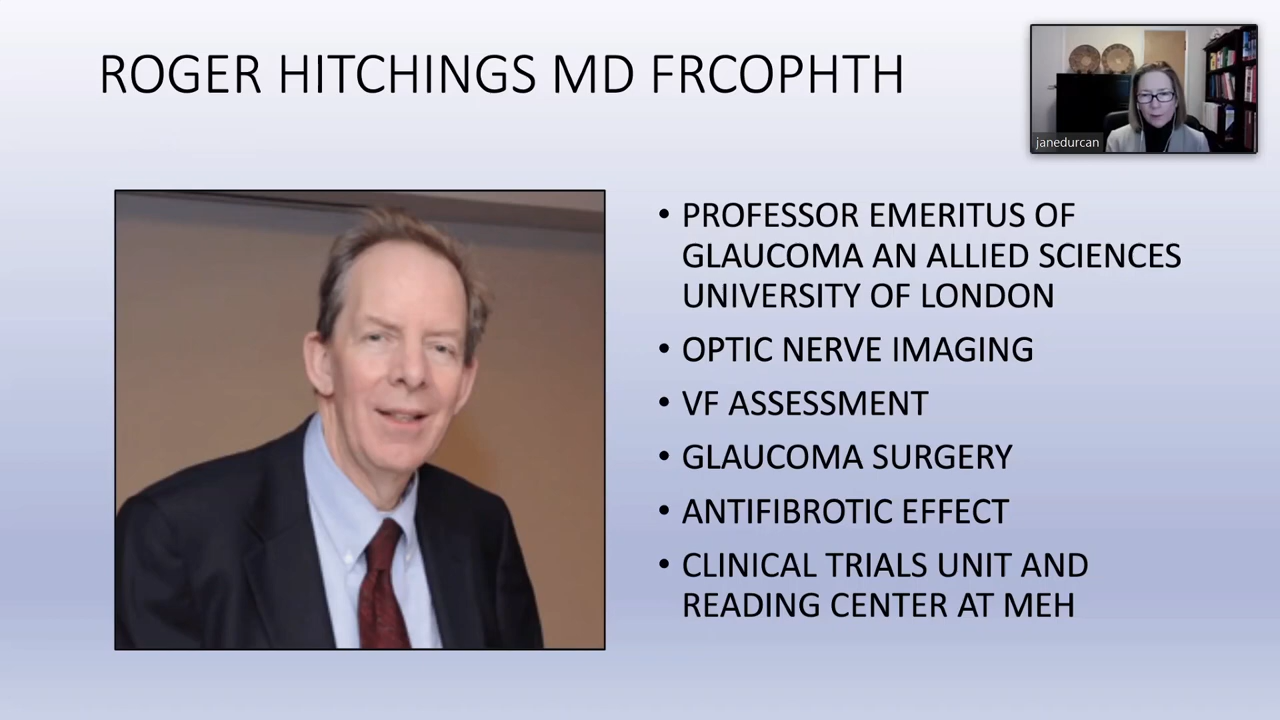 ROGER HITCHINGS MD FRCOPHTH
janedurcan
• PROFESSOR EMERITUS OF
GLAUCOMA AN ALLIED SCIENCES
UNIVERSITY OF LONDON
• OPTIC NERVE IMAGING
• VF ASSESSMENT
• GLAUCOMA SURGERY
• ANTIFIBROTIC EFFECT
• CLINICAL TRIALS UNIT AND
READING CENTER AT MEH